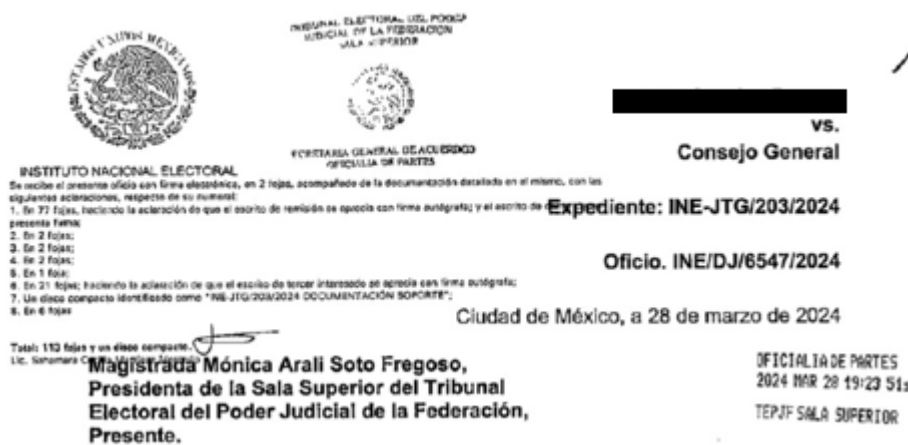 ESTADOS UNIDOS MEXICANOS
TRIBUNAL ELECTORAL DEL PODER
JUDICIAL DE LA FEDERACION
SALA SUPERIOR
SECRETARIA GENERAL DE ACUERDOS
OFICIALIA DE PARTES
vs.
Consejo General
INSTITUTO NACIONAL ELECTORAL
Se recibe el presente oficio con firma electrónica, en 2 fojas, acompañado de la documentación detallada en el mismo, con las
siguientes aclaraciones, respecto de su numeral:
1. En 77 fojas, haciendo la aclaración de que el escrito de remisión se aprecia con firma autógrafa; y el escrito de
presenta firma;
Expediente: INE-JTG/203/2024
2. En 2 fojas;
3. En 2 fojas;
4. En 2 fojas;
5. En 1 foja;
6. En 21 fojas; haciendo la aclaración de que el escrito de tercer interesado se aprecia con firma autógrafa;
7. Un disco compacto identificado como "INE-JTG/203/2024 DOCUMENTACIÓN SOPORTE";
8. En 6 fojas
Oficio. INE/DJ/6547/2024
Ciudad de México, a 28 de marzo de 2024
Total: 113 fojas y un disco compacto.
Lic.
Magistrada Mónica Arali Soto Fregoso,
Presidenta de la Sala Superior del Tribunal
Electoral del Poder Judicial de la Federación,
Presente.
OFICIALIA DE PARTES
2024 MAR 28 19:23 51s
TEPJF SALA SUPERIOR